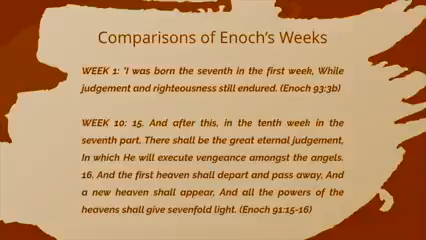 Comparisons of Enoch's Weeks
WEEK 1: "I was born the seventh in the first week, While
judgement and righteousness still endured. (Enoch 93:3b)
WEEK 10: 15. And after this, in the tenth week in the
seventh part, There shall be the great eternal judgement,
In which He will execute vengeance amongst the angels.
16, And the first heaven shall depart and pass away, And
a new heaven shall appear, And all the powers of the
heavens shall give sevenfold light. (Enoch 91:15-16)